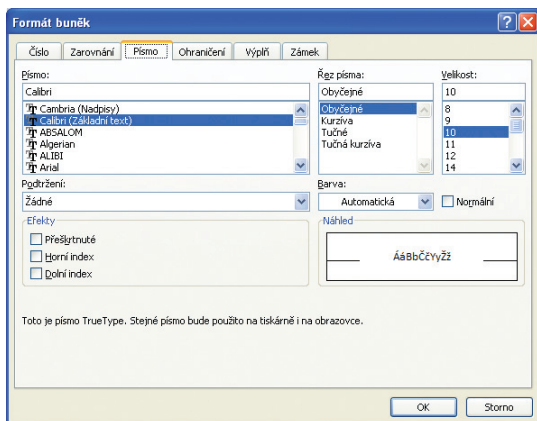 Formát buněk
Číslo Zarovnání Písmo Ohraničení Výplň Zámek
Písmo: Řez písma: Velikost:
Calibri Obyčejné 10
Cambria (Nadpisy) Obyčejné 8
Calibri (Základní text) Kurzíva 9
ABSALOM Tučné 10
Algerian Tučná kurzíva 11
ALIBI 12
Arial 14
Podtržení: Barva:
Žádné Automatická Normální
Efekty Náhled
Přeškrtnuté
Horní index
Dolní index
ÁáBbČčYyŽž
Toto je písmo TrueType. Stejné písmo bude použito na tiskárně i na obrazovce.
OK Storno